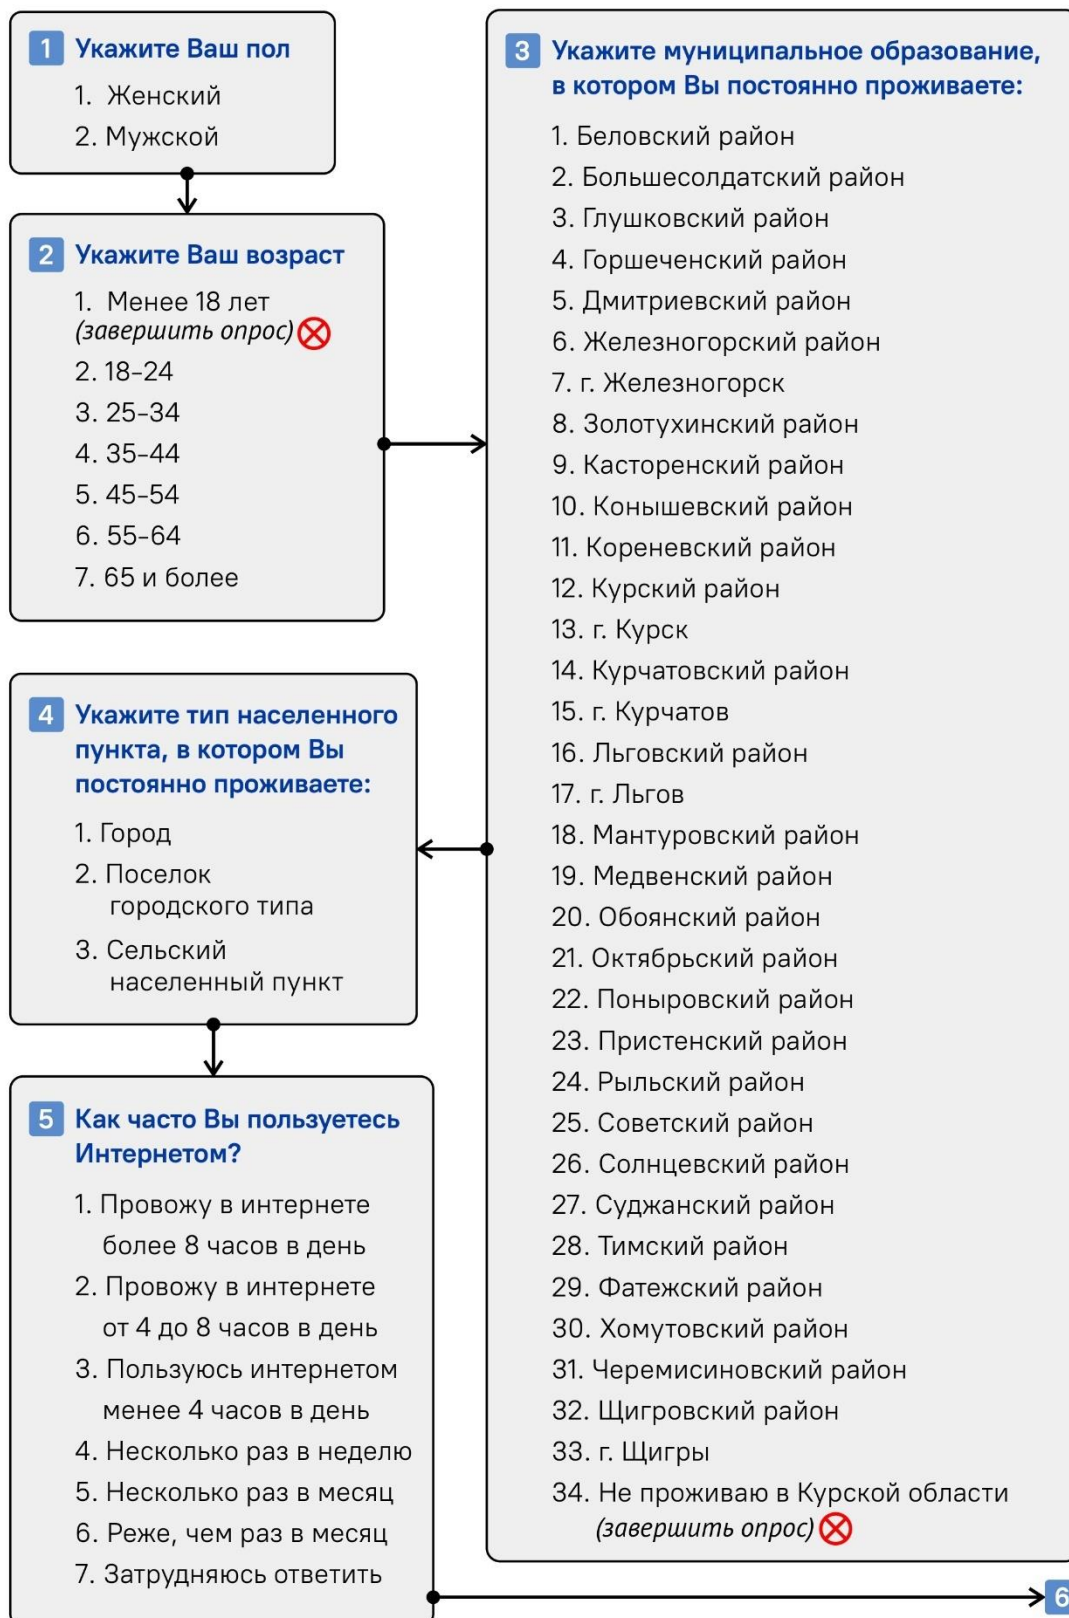 1 Укажите Ваш пол
1. Женский
2. Мужской
2 Укажите Ваш возраст
1. Менее 18 лет
(завершить опрос)
2. 18-24
3. 25-34
4. 35-44
5. 45-54
6. 55-64
7. 65 и более
3 Укажите муниципальное образование,
в котором Вы постоянно проживаете:
1. Беловский район
2. Большесолдатский район
3. Глушковский район
4. Горшеченский район
5. Дмитриевский район
6. Железногорский район
7. г. Железногорск
8. Золотухинский район
9. Касторенский район
10. Конышевский район
11. Кореневский район
12. Курский район
13. г. Курск
14. Курчатовский район
15. г. Курчатов
16. Льговский район
17. г. Льгов
18. Мантуровский район
19. Медвенский район
20. Обоянский район
21. Октябрьский район
22. Поныровский район
23. Пристенский район
24. Рыльский район
25. Советский район
26. Солнцевский район
27. Суджанский район
28. Тимский район
29. Фатежский район
30. Хомутовский район
31. Черемисиновский район
32. Щигровский район
33. г. Щигры
34. Не проживаю в Курской области
(завершить опрос)
4 Укажите тип населенного
пункта, в котором Вы
постоянно проживаете:
1. Город
2. Поселок
городского типа
3. Сельский
населенный пункт
5 Как часто Вы пользуетесь
Интернетом?
1. Провожу в интернете
более 8 часов в день
2. Провожу в интернете
от 4 до 8 часов в день
3. Пользуюсь интернетом
менее 4 часов в день
4. Несколько раз в неделю
5. Несколько раз в месяц
6. Реже, чем раз в месяц
7. Затрудняюсь ответить
6